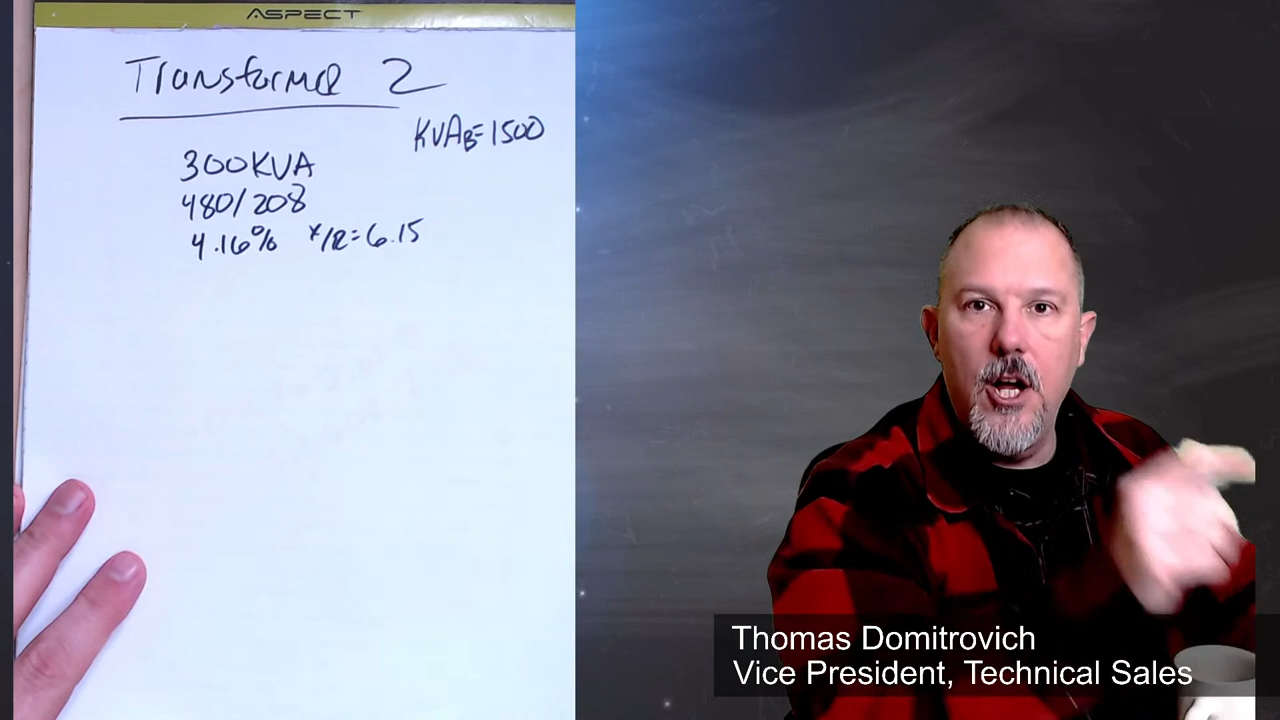 ASPECT
Transformer 2
KVAB=1500
300KVA
480/208
4.16% X/R=6.15
Thomas Domitrovich
Vice President, Technical Sales